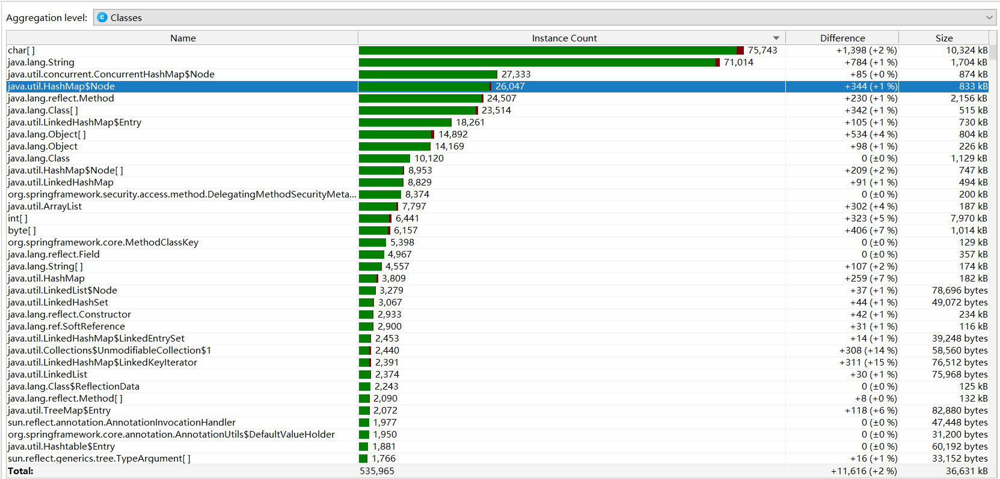 Aggregation level: C Classes
Name Instance Count Difference Size
char[] 75,743 +1,398 (+2 %) 10,324 kB
java.lang.String 71,014 +784 (+1 %) 1,704 kB
java.util.concurrent.ConcurrentHashMap$Node 27,333 +85 (+0 %) 874 kB
java.util.HashMap$Node 26,047 +344 (+1 %) 833 kB
java.lang.reflect.Method 24,507 +230 (+1 %) 2,156 kB
java.lang.Class[] 23,514 +342 (+1 %) 515 kB
java.util.LinkedHashMap$Entry 18,261 +105 (+1 %) 730 kB
java.lang.Object[] 14,892 +534 (+4 %) 804 kB
java.lang.Object 14,169 +98 (+1 %) 226 kB
java.lang.Class 10,120 0 (±0 %) 1,129 kB
java.util.HashMap$Node[] 8,953 +209 (+2 %) 747 kB
java.util.LinkedHashMap 8,829 +91 (+1 %) 494 kB
org.springframework.security.access.method.DelegatingMethodSecurityMeta... 8,374 0 (±0 %) 200 kB
java.util.ArrayList 7,797 +302 (+4 %) 187 kB
int[] 6,441 +323 (+5 %) 7,970 kB
byte[] 6,157 +406 (+7 %) 1,014 kB
org.springframework.core.MethodClassKey 5,398 0 (±0 %) 129 kB
java.lang.reflect.Field 4,967 0 (±0 %) 357 kB
java.lang.String[] 4,557 +107 (+2 %) 174 kB
java.util.HashMap 3,809 +259 (+7 %) 182 kB
java.util.LinkedList$Node 3,279 +37 (+1 %) 78,696 bytes
java.util.LinkedHashSet 3,067 +44 (+1 %) 49,072 bytes
java.lang.reflect.Constructor 2,933 +42 (+1 %) 234 kB
java.lang.ref.SoftReference 2,900 +31 (+1 %) 116 kB
java.util.LinkedHashMap$LinkedEntrySet 2,453 +14 (+1 %) 39,248 bytes
java.util.Collections$UnmodifiableCollection$1 2,440 +308 (+14 %) 58,560 bytes
java.util.LinkedHashMap$LinkedKeyIterator 2,391 +311 (+15 %) 76,512 bytes
java.util.LinkedList 2,374 +30 (+1 %) 75,968 bytes
java.lang.Class$ReflectionData 2,243 0 (±0 %) 125 kB
java.lang.reflect.Method[] 2,090 +8 (+0 %) 132 kB
java.util.TreeMap$Entry 2,072 +118 (+6 %) 82,880 bytes
sun.reflect.annotation.AnnotationInvocationHandler 1,977 0 (±0 %) 47,448 bytes
org.springframework.core.annotation.AnnotationUtils$DefaultValueHolder 1,950 0 (±0 %) 31,200 bytes
java.util.Hashtable$Entry 1,881 0 (±0 %) 60,192 bytes
sun.reflect.generics.tree.TypeArgument[] 1,766 +16 (+1 %) 33,152 bytes
Total: 535,965 +11,616 (+2 %) 36,631 kB